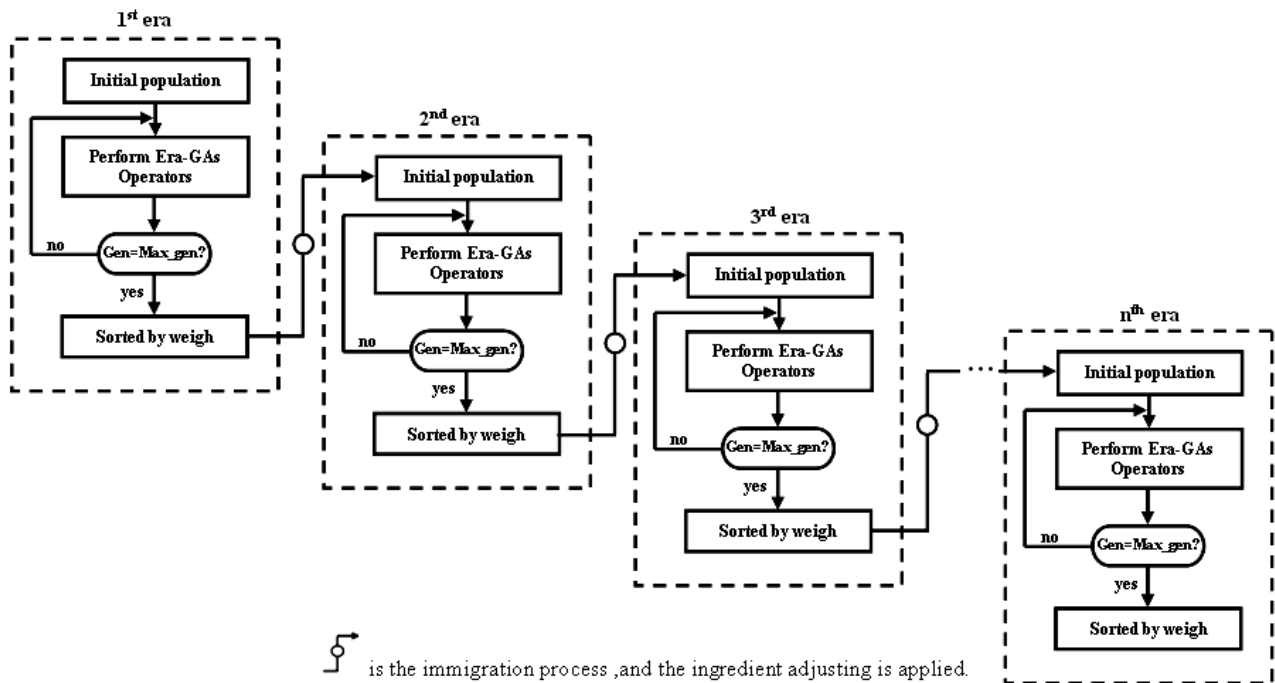 1st era
Initial population
Perform Era-GAs
Operators
no
Gen=Max_gen?
yes
Sorted by weigh
2nd era
Initial population
Perform Era-GAs
Operators
no
Gen=Max_gen?
yes
Sorted by weigh
3rd era
Initial population
Perform Era-GAs
Operators
no
Gen=Max_gen?
yes
Sorted by weigh
...
nth era
Initial population
Perform Era-GAs
Operators
no
Gen=Max_gen?
yes
Sorted by weigh
is the immigration process ,and the ingredient adjusting is applied.